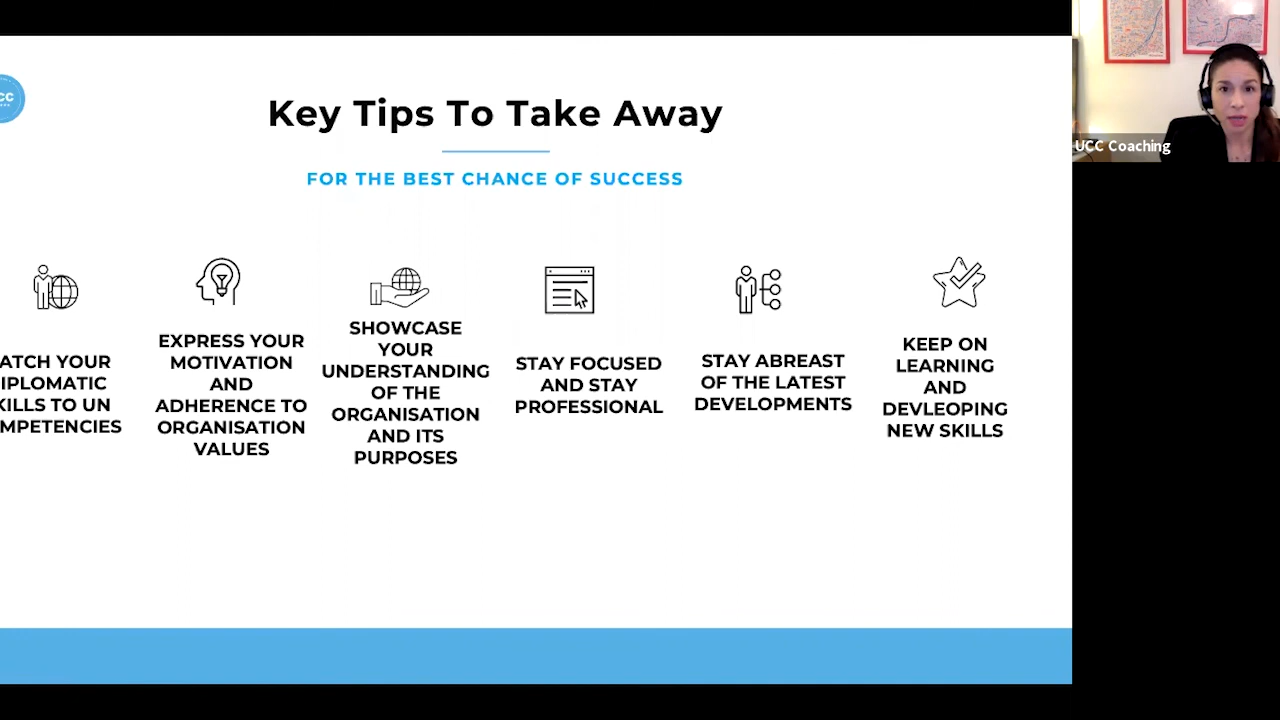 Key Tips To Take Away
FOR THE BEST CHANCE OF SUCCESS
ATCH YOUR
IPLOMATIC
KILLS TO UN
MPETENCIES
EXPRESS YOUR
MOTIVATION
AND
ADHERENCE TO
ORGANISATION
VALUES
SHOWCASE
YOUR
UNDERSTANDING
OF THE
ORGANISATION
AND ITS
PURPOSES
STAY FOCUSED
AND STAY
PROFESSIONAL
STAY ABREAST
OF THE LATEST
DEVELOPMENTS
KEEP ON
LEARNING
AND
DEVLEOPING
NEW SKILLS
UCC Coaching